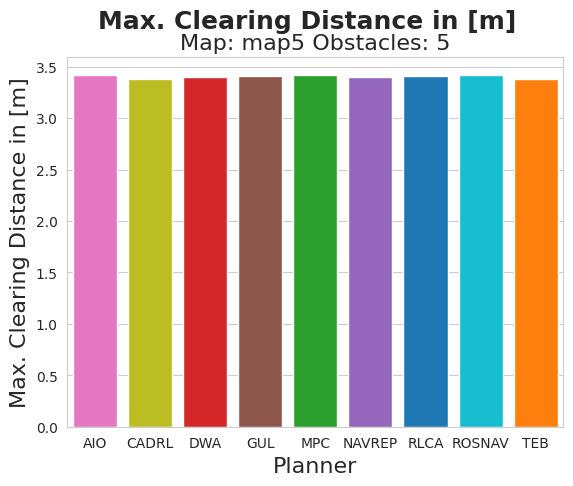 Max. Clearing Distance in [m]
Map: map5 Obstacles: 5
Max. Clearing Distance in [m]
3.5
3.0
2.5
2.0
1.5
1.0
0.5
0.0
AIO CADRL DWA GUL MPC NAVREP RLCA ROSNAV TEB
Planner